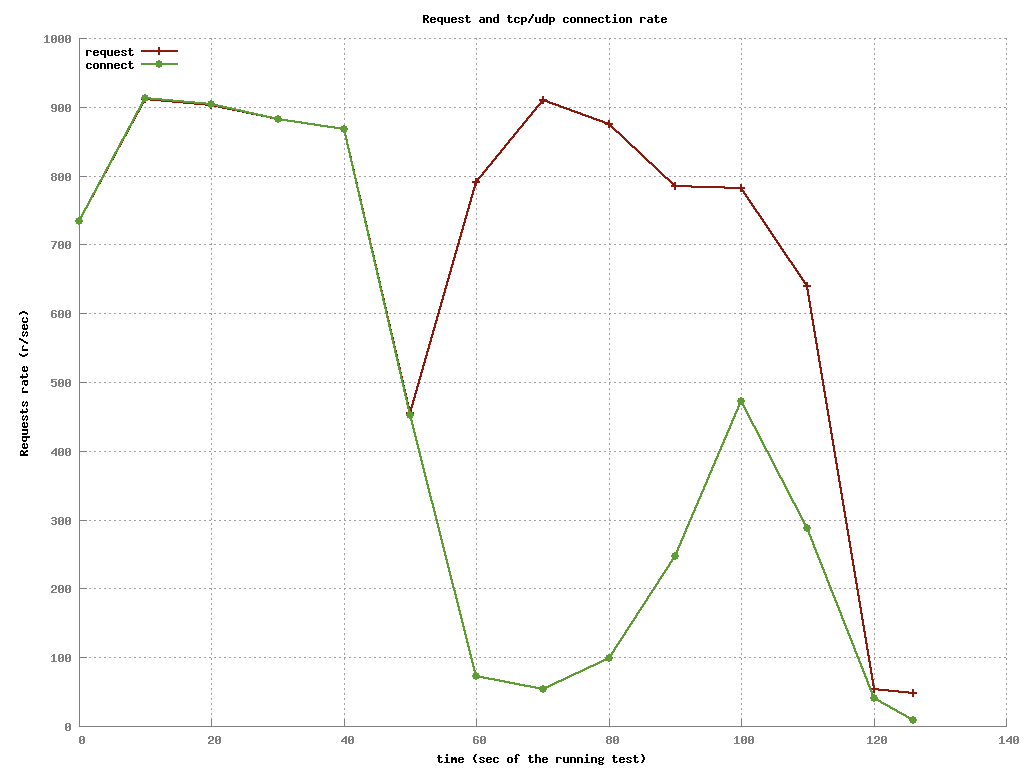 Request and tcp/udp connection rate
1000
900
800
700
600
500
400
300
200
100
0
request
connect
Requests rate (r/sec)
0 20 40 60 80 100 120 140
time (sec of the running test)